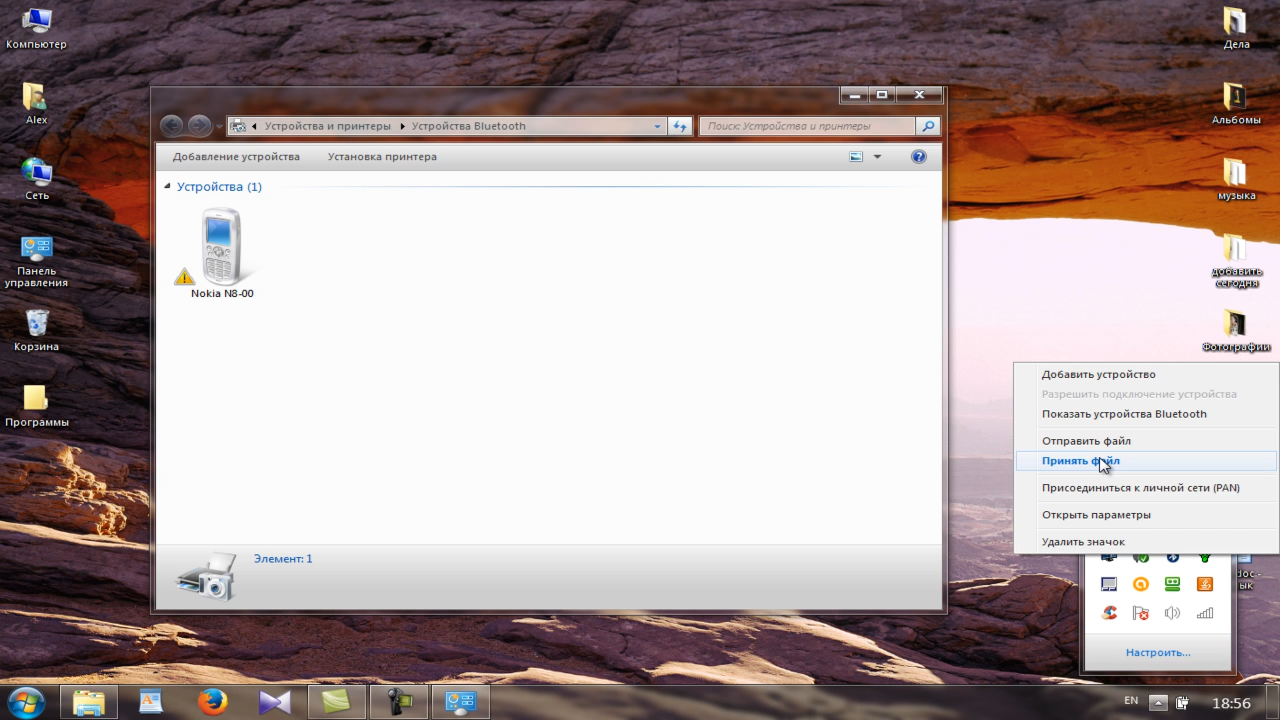 Компьютер
Alex
Сеть
Панель
управления
Корзина
Программы
Устройства и принтеры
Устройства Bluetooth
Поиск: Устройства и принтеры
Добавление устройства
Установка принтера
Устройства (1)
Nokia N8-00
Элемент: 1
Дела
Альбомы
1
музыка
добавить
сегодня
Фотографии
Добавить устройство
Разрешить подключение устройства
Показать устройства Bluetooth
Отправить файл
Принять файл
Присоединиться к личной сети (PAN)
Открыть параметры
Удалить значок
Настроить...
EN
18:56